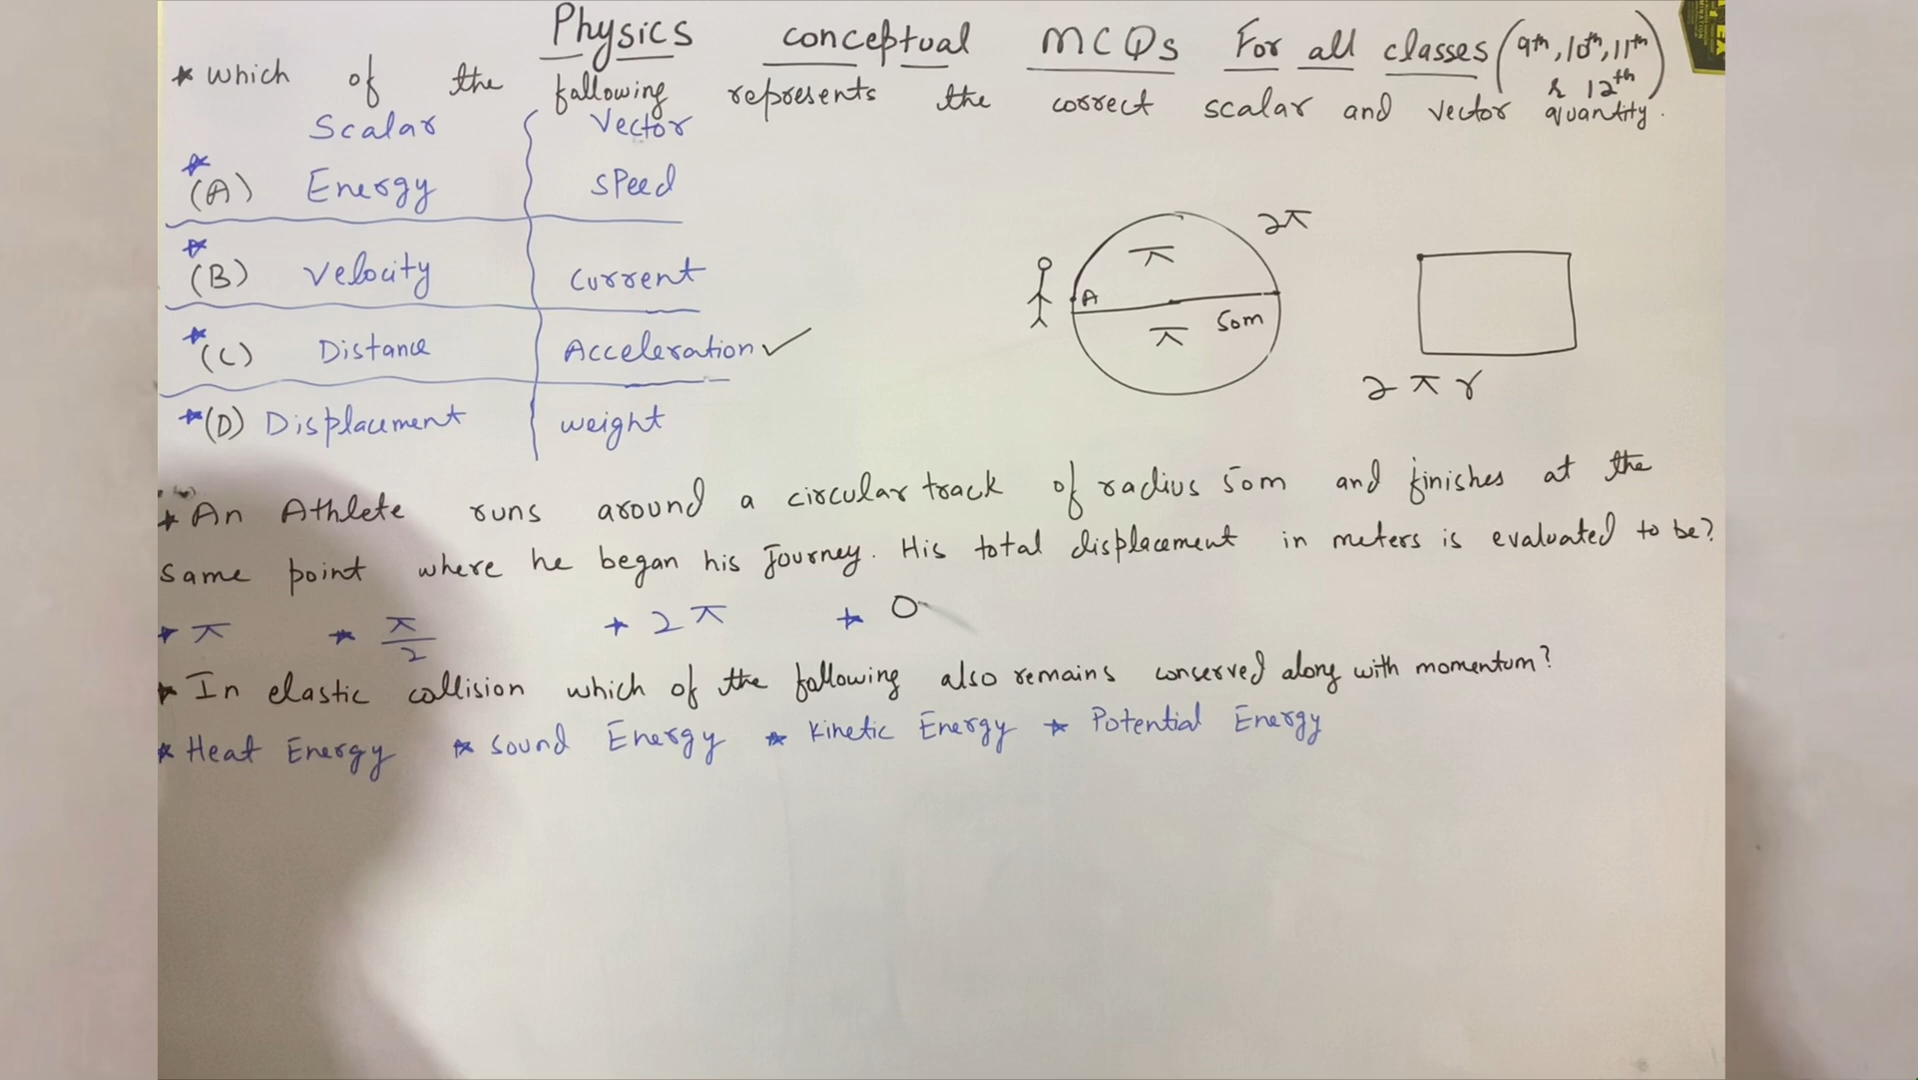 Physics conceptual MCQs For all classes (9th, 10th, 11th & 12th)
* which of the following represents the correct scalar and vector quantity.
Scalar Vector
(A) Energy speed
(B) Velocity Current
(C) Distance Acceleration ✓
(D) Displacement weight
2π
π
A
π 50m
2πr
* An Athlete runs around a circular track of radius 50m and finishes at the
same point where he began his Journey. His total displacement in meters is evaluated to be?
* π * π/2 * 2π * 0
* In elastic collision which of the following also remains conserved along with momentum?
* Heat Energy * Sound Energy * Kinetic Energy * Potential Energy